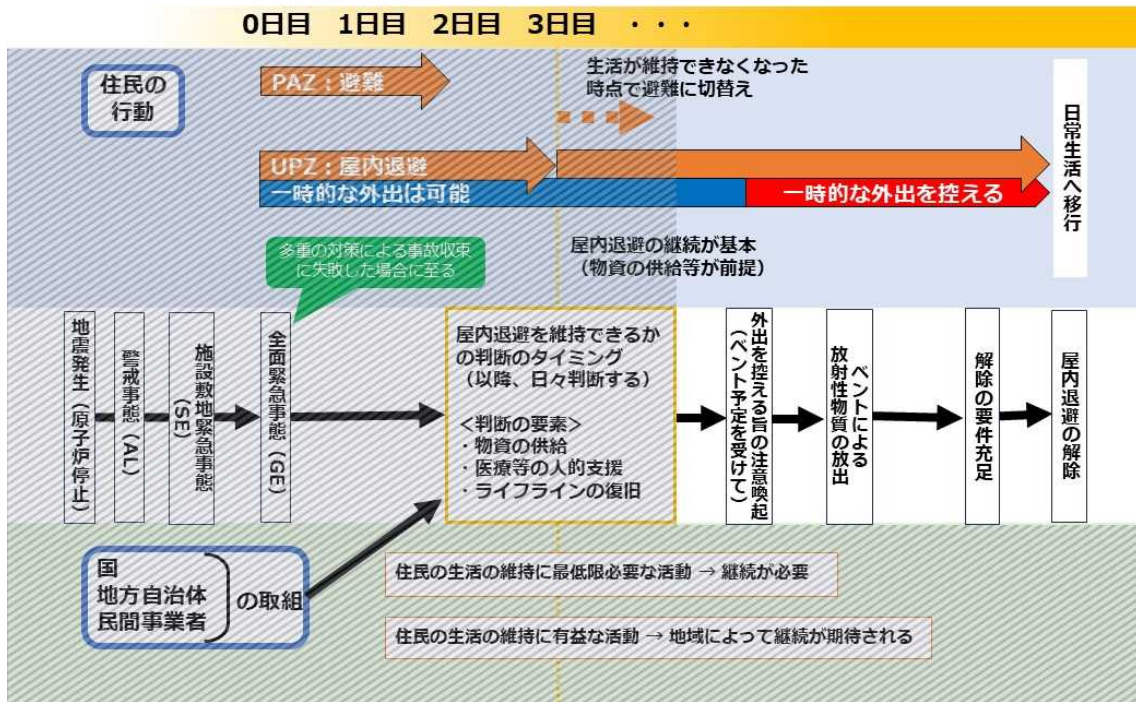 0日目 1日目 2日目 3日目 ・・・
住民の
行動
PAZ：避難
生活が維持できなくなった
時点で避難に切替え
UPZ：屋内退避
一時的な外出は可能
一時的な外出を控える
日常生活へ移行
多重の対策による事故収束
に失敗した場合に至る
屋内退避の継続が基本
（物資の供給等が前提）
地震発生（原子炉停止）
警戒事態（AL）
施設敷地緊急事態
（SE）
全面緊急事態（GE）
屋内退避を維持できるか
の判断のタイミング
（以降、日々判断する）
＜判断の要素＞
・物資の供給
・医療等の人的支援
・ライフラインの復旧
外出を控える旨の注意喚起
（ベント予定を受けて）
ベントによる
放射性物質の放出
解除の要件充足
屋内退避の解除
国
地方自治体
民間事業者
の取組
住民の生活の維持に最低限必要な活動 → 継続が必要
住民の生活の維持に有益な活動 → 地域によって継続が期待される